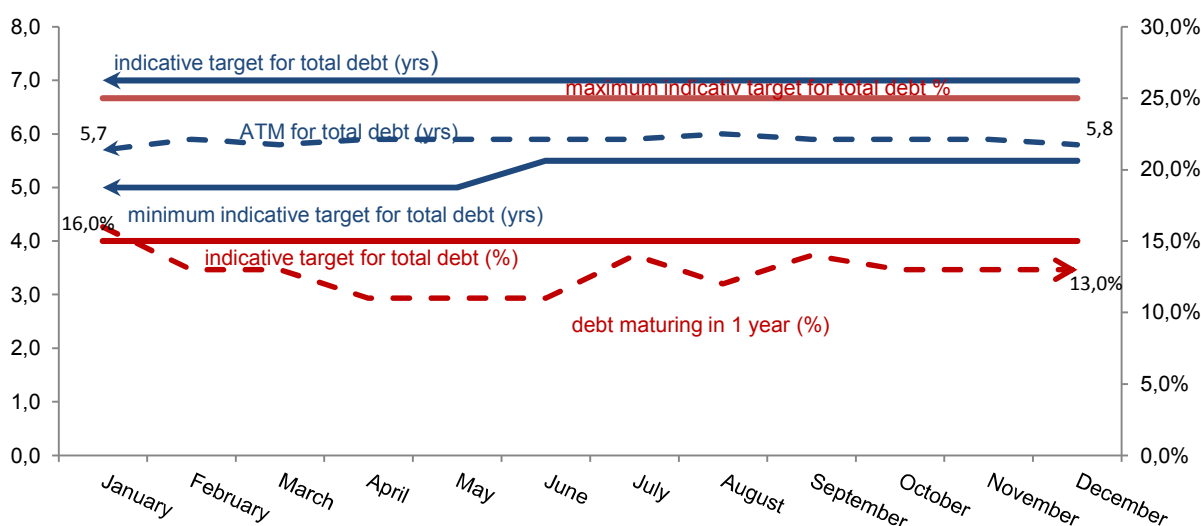 8,0
7,0
6,0
5,0
4,0
3,0
2,0
1,0
0,0
indicative target for total debt (yrs)
maximum indicativ target for total debt %
5,7
ATM for total debt (yrs)
5,8
minimum indicative target for total debt (yrs)
16,0%
indicative target for total debt (%)
13,0%
debt maturing in 1 year (%)
30,0%
25,0%
20,0%
15,0%
10,0%
5,0%
0,0%
January
February
March
April
May
June
July
August
September
October
November
December